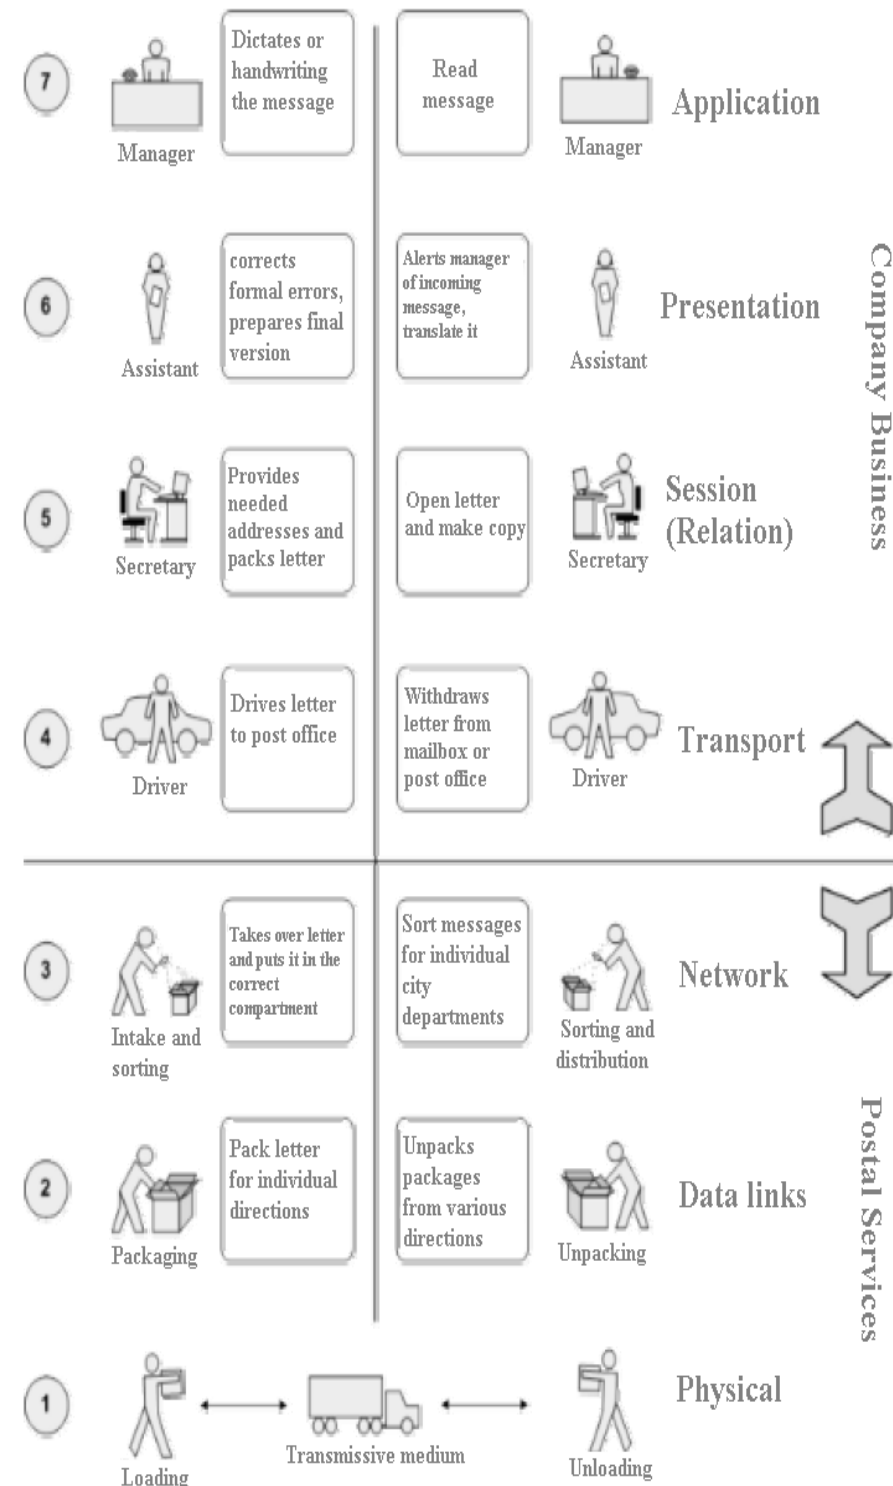 7
Manager
Dictates or
handwriting
the message
Read
message
Manager
Application
6
Assistant
corrects
formal errors,
prepares final
version
Alerts manager
of incoming
message,
translate it
Assistant
Presentation
Company Business
5
Secretary
Provides
needed
addresses and
packs letter
Open letter
and make copy
Secretary
Session
(Relation)
4
Driver
Drives letter
to post office
Withdraws
letter from
mailbox or
post office
Driver
Transport
3
Intake and
sorting
Takes over letter
and puts it in the
correct
compartment
Sort messages
for individual
city
departments
Sorting and
distribution
Network
2
Packaging
Pack letter
for individual
directions
Unpacks
packages
from various
directions
Unpacking
Data links
Postal Services
1
Loading
Transmissive medium
Unloading
Physical